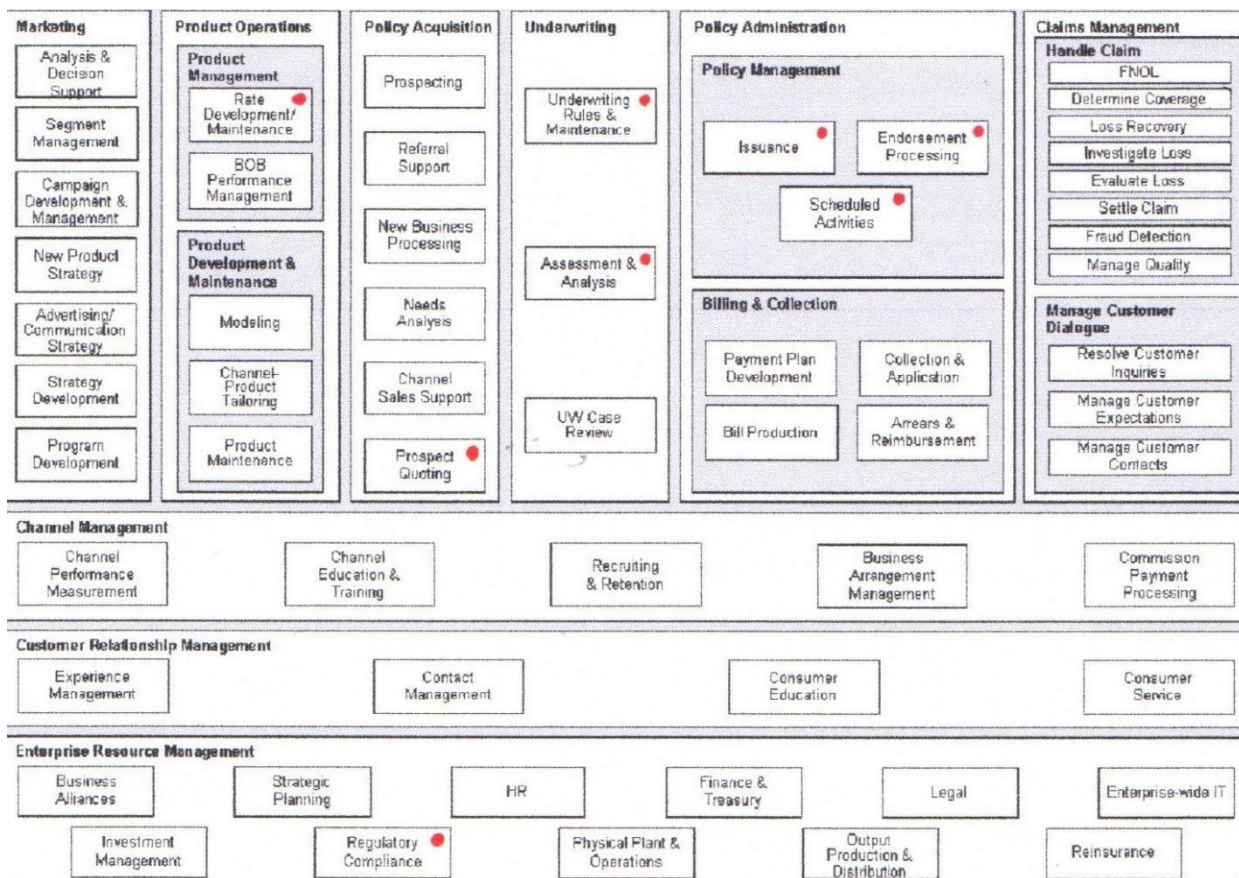 Marketing
Analysis &
Decision
Support
Segment
Management
Campaign
Development &
Management
New Product
Strategy
Advertising/
Communication
Strategy
Strategy
Development
Program
Development
Product Operations
Product
Management
Rate
Development/
Maintenance
BOB
Performance
Management
Product
Development &
Maintenance
Modeling
Channel-
Product
Tailoring
Product
Maintenance
Policy Acquisition
Prospecting
Referral
Support
New Business
Processing
Needs
Analysis
Channel
Sales Support
Prospect
Quoting
Underwriting
Underwriting
Rules &
Maintenance
Assessment &
Analysis
UW Case
Review
Policy Administration
Policy Management
Issuance
Endorsement
Processing
Scheduled
Activities
Billing & Collection
Payment Plan
Development
Collection &
Application
Bill Production
Arrears &
Reimbursement
Claims Management
Handle Claim
FNOL
Determine Coverage
Loss Recovery
Investigate Loss
Evaluate Loss
Settle Claim
Fraud Detection
Manage Quality
Manage Customer
Dialogue
Resolve Customer
Inquiries
Manage Customer
Expectations
Manage Customer
Contacts
Channel Management
Channel
Performance
Measurement
Channel
Education &
Training
Recruiting
& Retention
Business
Arrangement
Management
Commission
Payment
Processing
Customer Relationship Management
Experience
Management
Contact
Management
Consumer
Education
Consumer
Service
Enterprise Resource Management
Business
Alliances
Strategic
Planning
HR
Finance &
Treasury
Legal
Enterprise-wide IT
Investment
Management
Regulatory
Compliance
Physical Plant &
Operations
Output
Production &
Distribution
Reinsurance